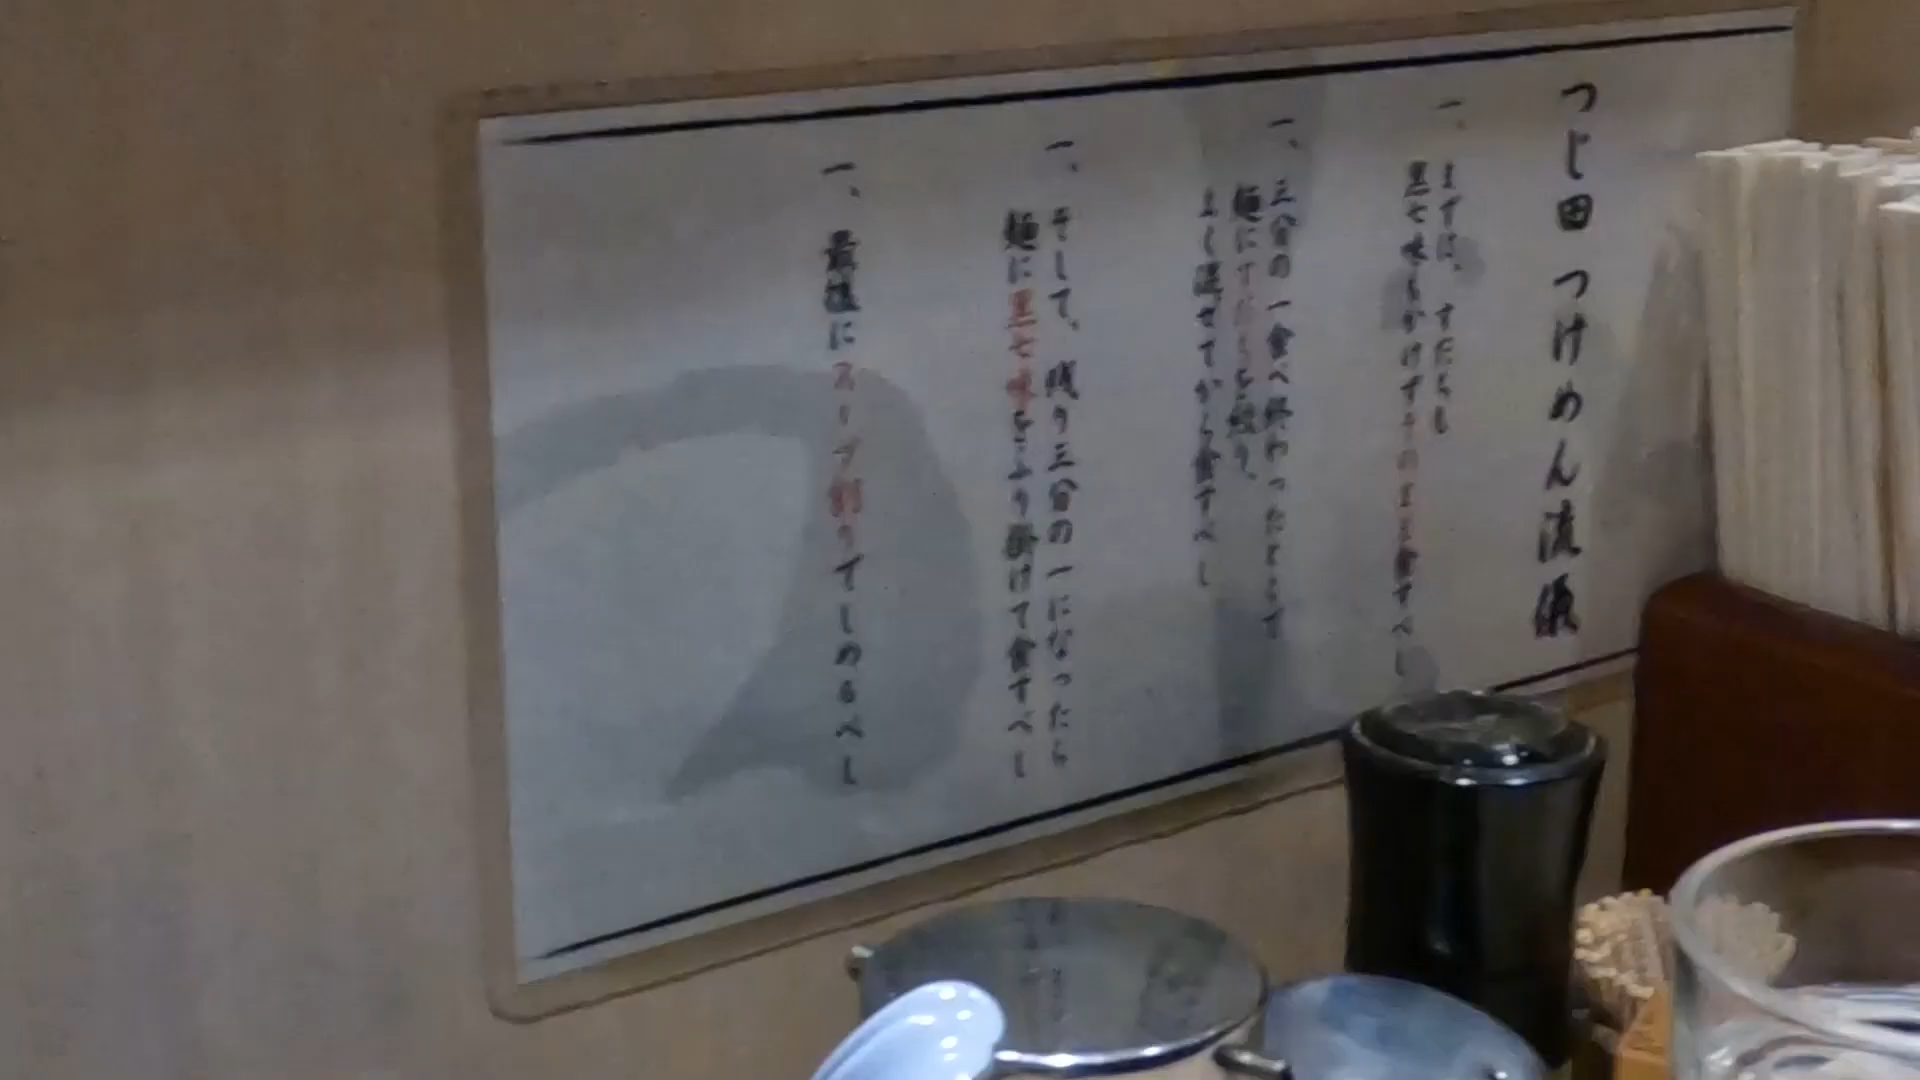 つじ田 つけめん流儀
一、まずは、すだちも
黒七味もかけずそのまま食すべし
一、三分の一食べ終わったところで
麺にすだちを絞り、
よく混ぜてから食すべし
一、そして、残り三分の一になったら
麺に黒七味をふり掛けて食すべし
一、最後にスープ割りでしめるべし